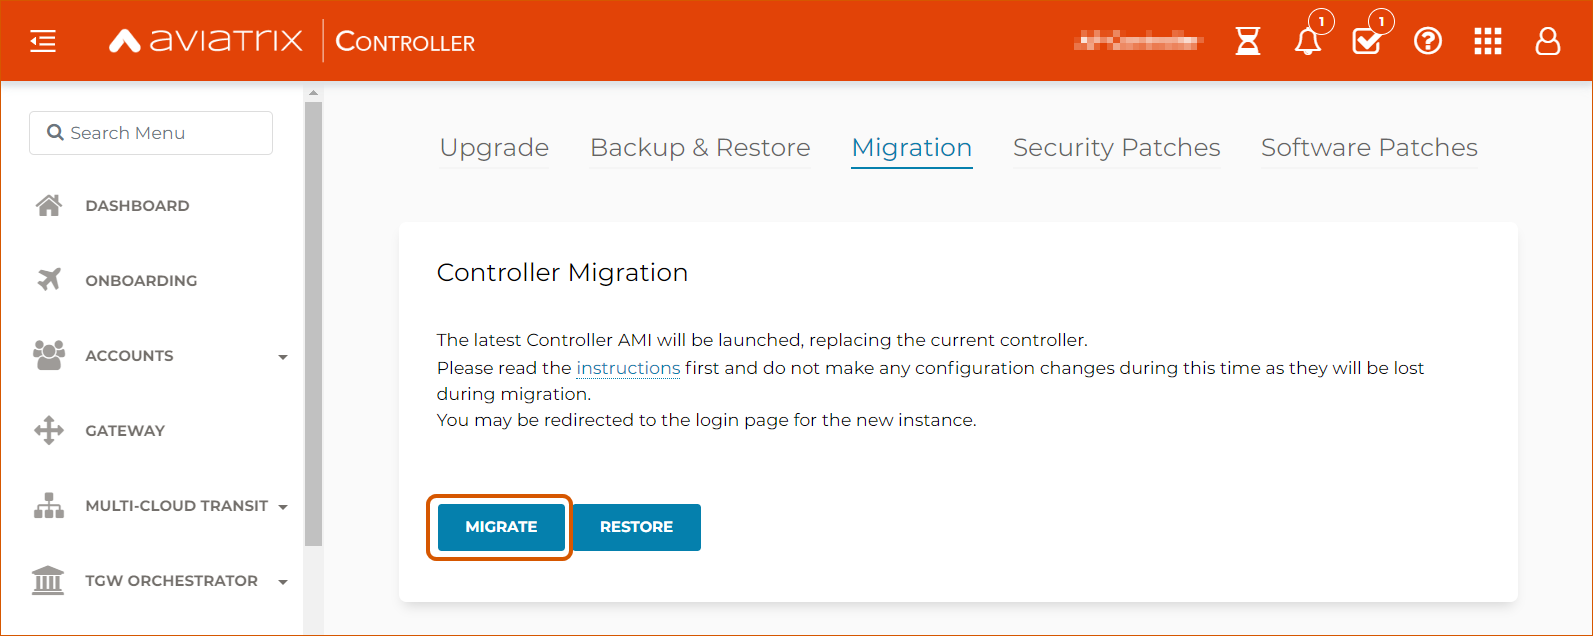 AVIATRIX CONTROLLER
1
1
Search Menu
Upgrade Backup & Restore Migration Security Patches Software Patches
DASHBOARD
ONBOARDING
ACCOUNTS
GATEWAY
MULTI-CLOUD TRANSIT
TGW ORCHESTRATOR
Controller Migration
The latest Controller AMI will be launched, replacing the current controller.
Please read the instructions first and do not make any configuration changes during this time as they will be lost
during migration.
You may be redirected to the login page for the new instance.
MIGRATE RESTORE